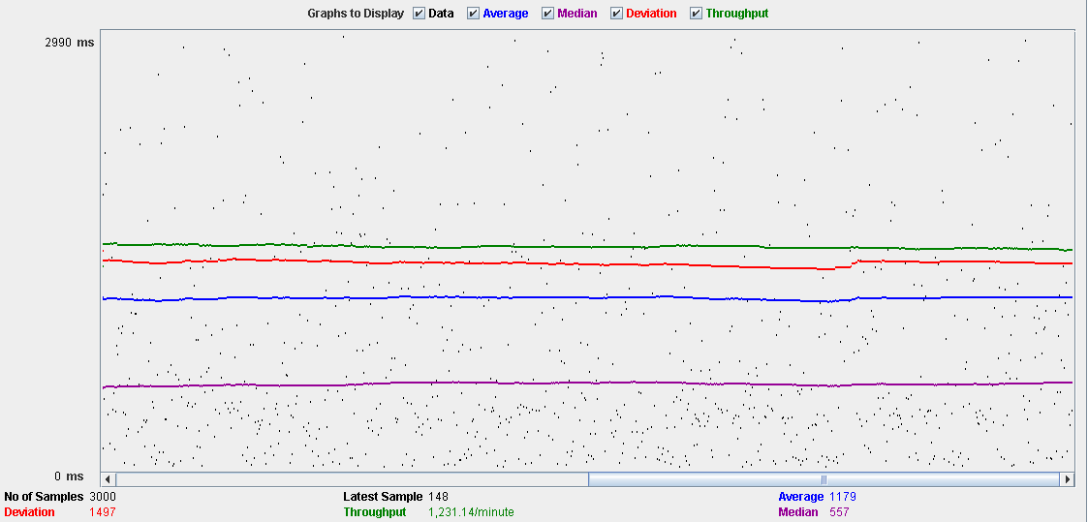 Graphs to Display Data Average Median Deviation Throughput
2990 ms
0 ms
No of Samples 3000 Latest Sample 148 Average 1179
Deviation 1497 Throughput 1,231.14/minute Median 557